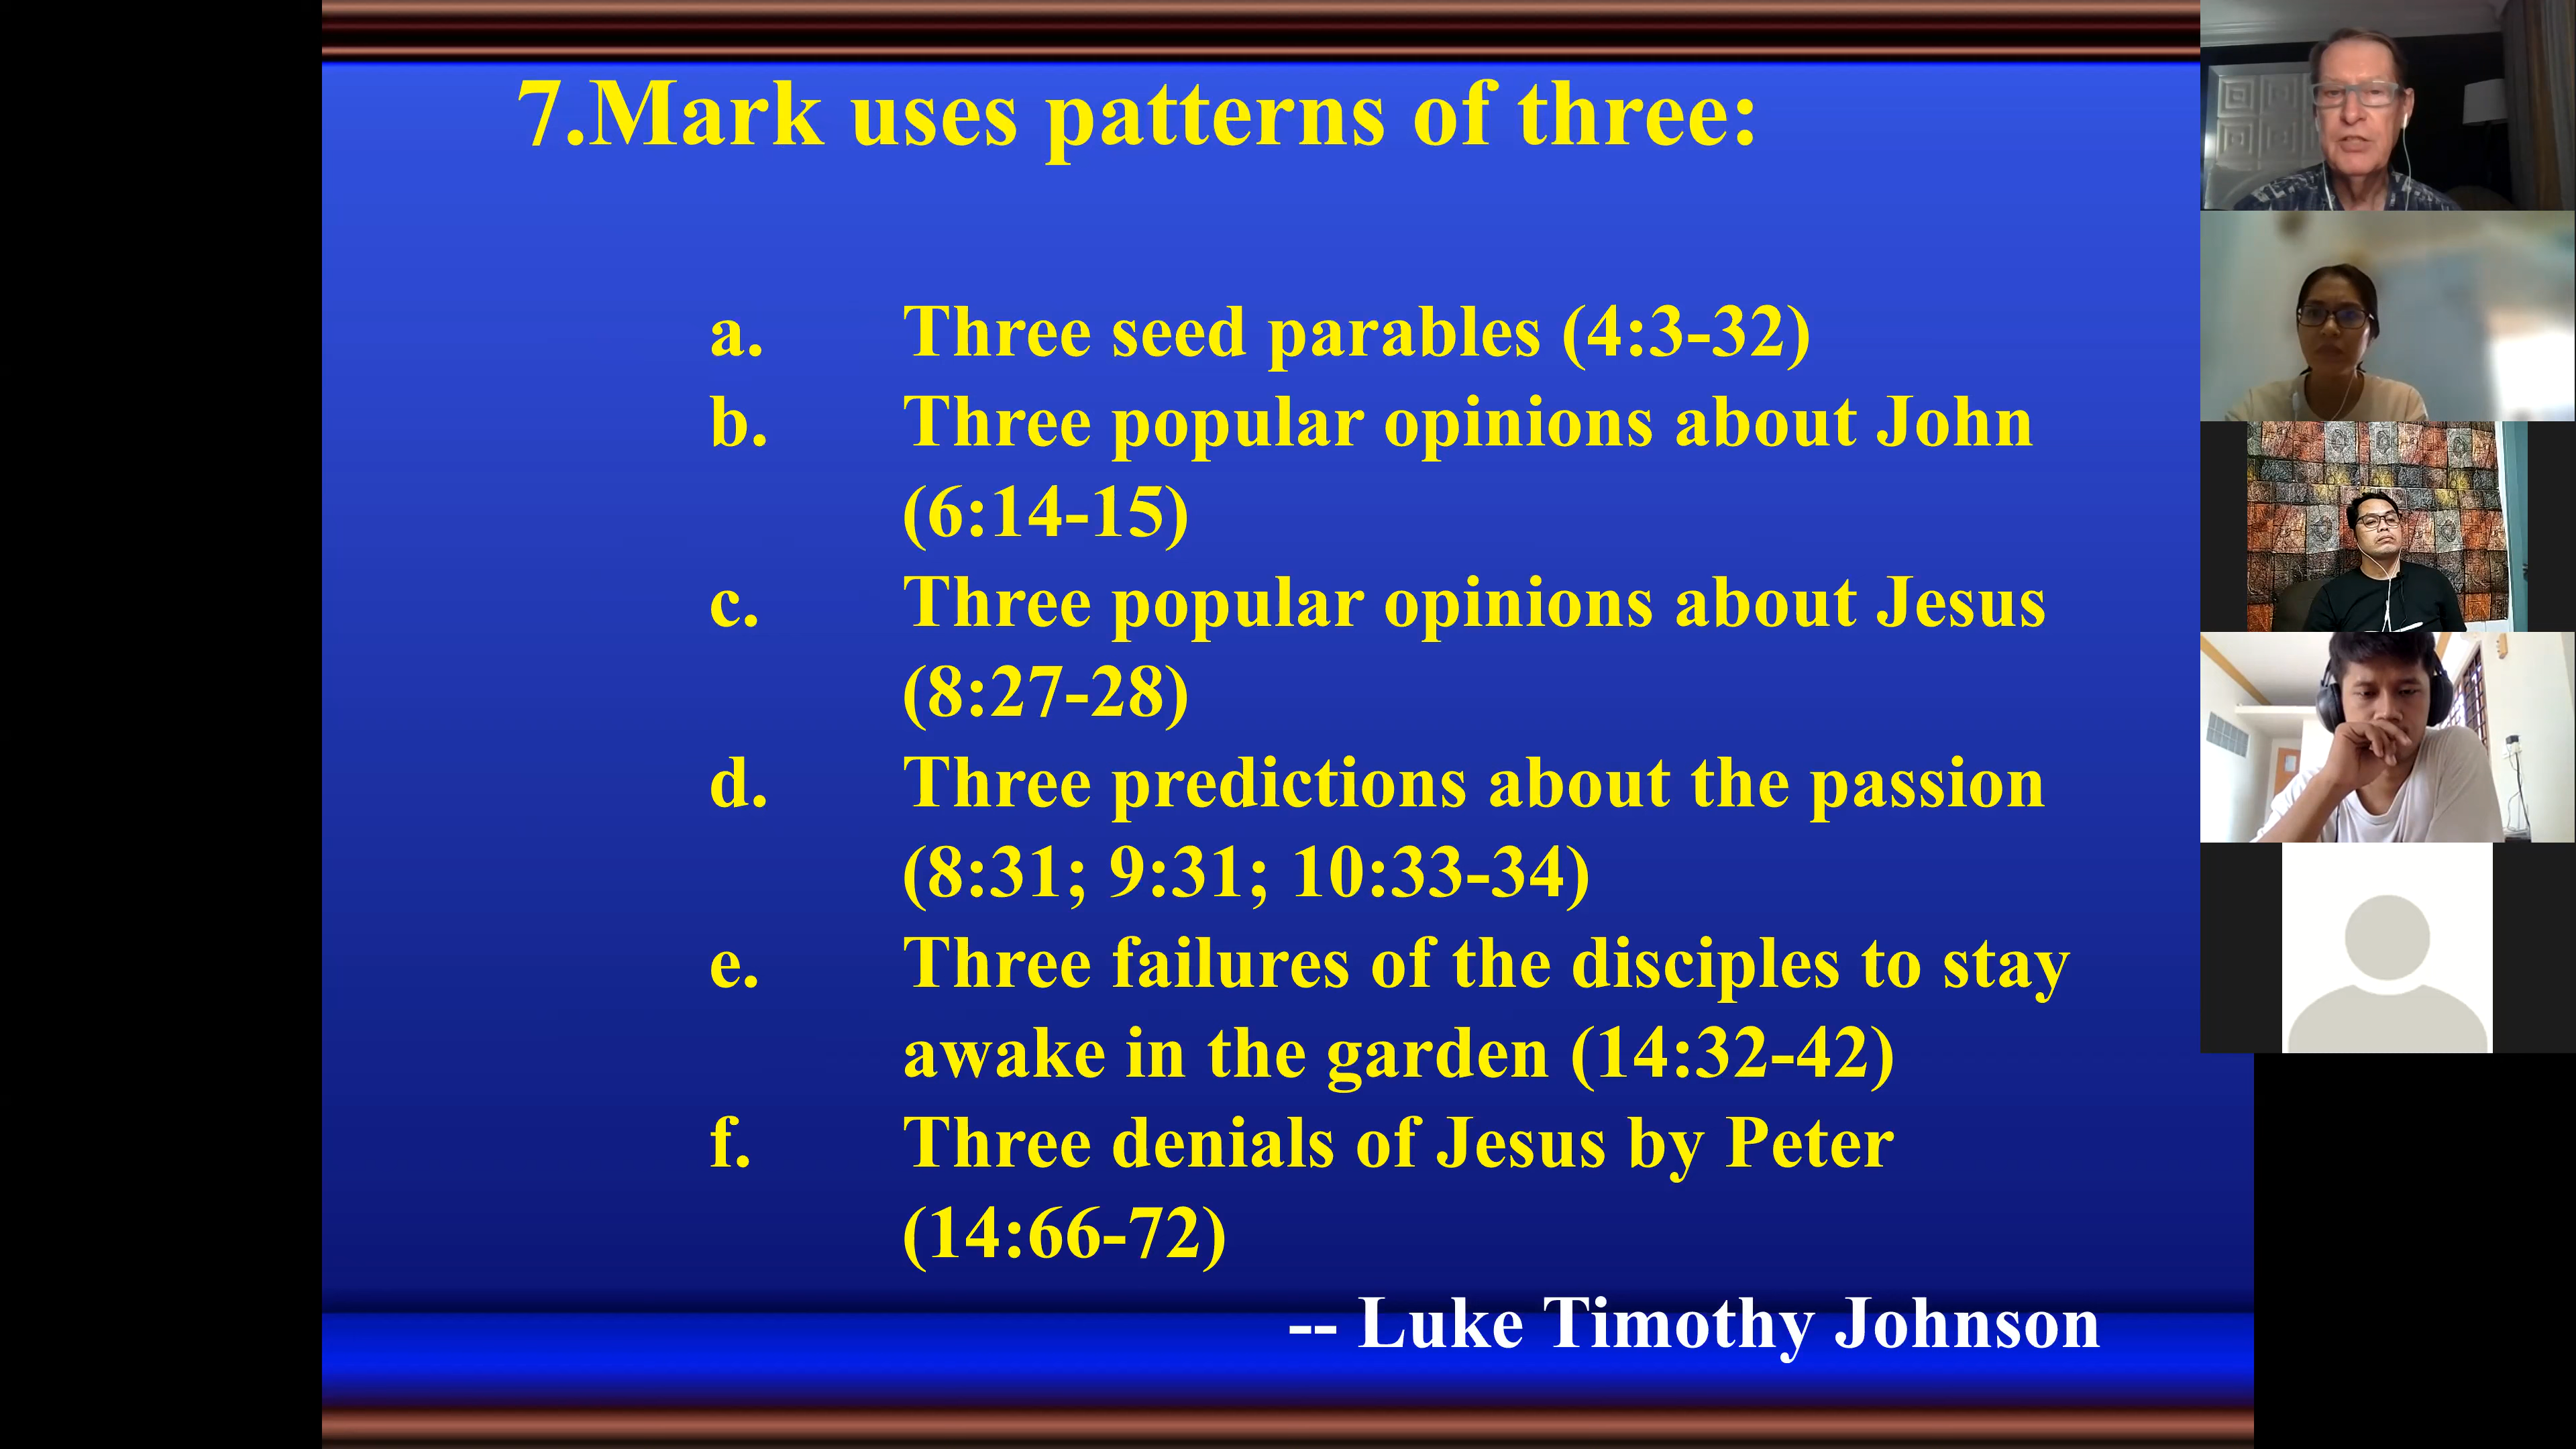 7.Mark uses patterns of three:
a. Three seed parables (4:3-32)
b. Three popular opinions about John
(6:14-15)
c. Three popular opinions about Jesus
(8:27-28)
d. Three predictions about the passion
(8:31; 9:31; 10:33-34)
e. Three failures of the disciples to stay
awake in the garden (14:32-42)
f. Three denials of Jesus by Peter
(14:66-72)
-- Luke Timothy Johnson